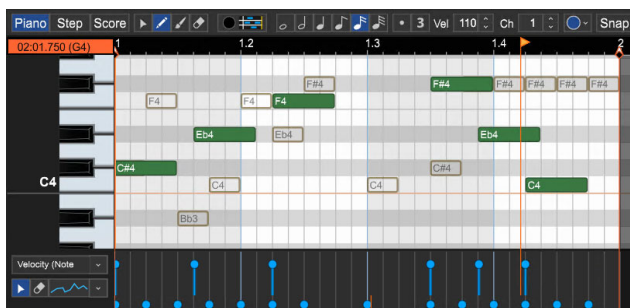 Piano Step Score 3 Vel 110 Ch 1 Snap
02:01.750 (G4) 1 1.2 1.3 1.4 2
F#4 F#4 F#4 F#4 F#4 F#4
F4 F4 F4
Eb4 Eb4 Eb4
C#4 C#4
C4 C4 C4 C4
Bb3
Velocity (Note